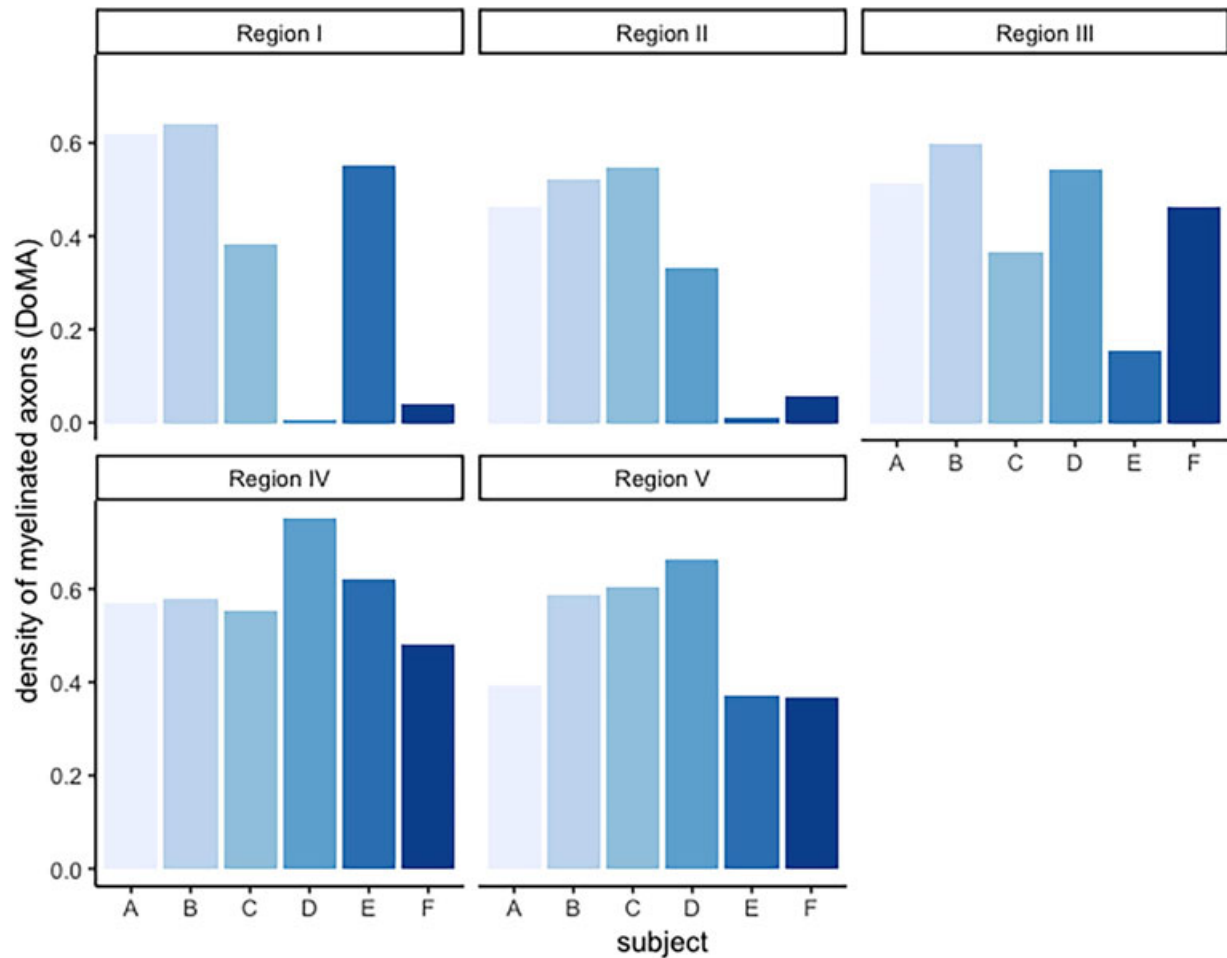 Region I
Region II
Region III
density of myelinated axons (DoMA)
0.6
0.4
0.2
0.0
A B C D E F
Region IV
Region V
0.6
0.4
0.2
0.0
A B C D E F
A B C D E F
subject